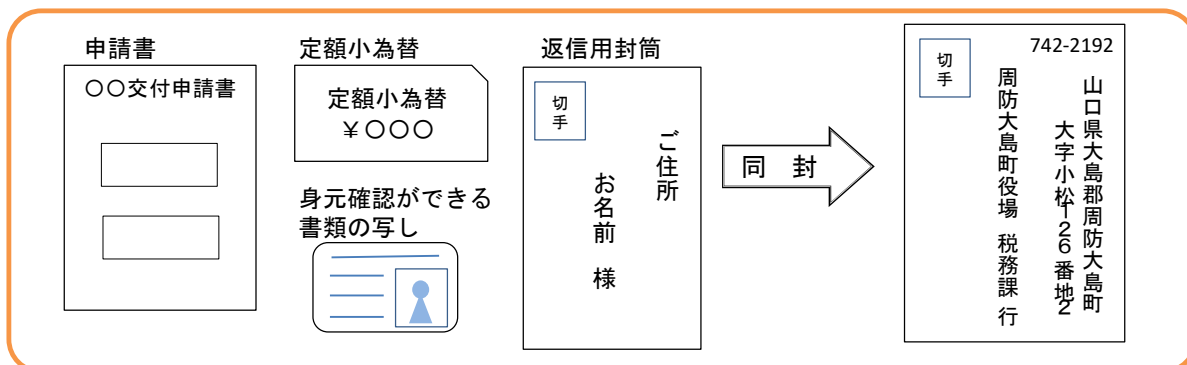 申請書
〇〇交付申請書
定額小為替
定額小為替
￥〇〇〇
身元確認ができる
書類の写し
返信用封筒
切手
ご住所
お名前 様
同 封
切手
742-2192
山口県大島郡周防大島町
大字小松126番地2
周防大島町役場 税務課 行